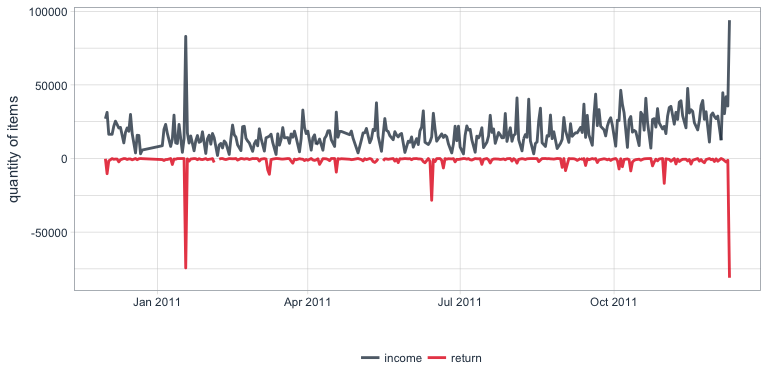 100000
50000
0
-50000
quantity of items
Jan 2011
Apr 2011
Jul 2011
Oct 2011
income
return